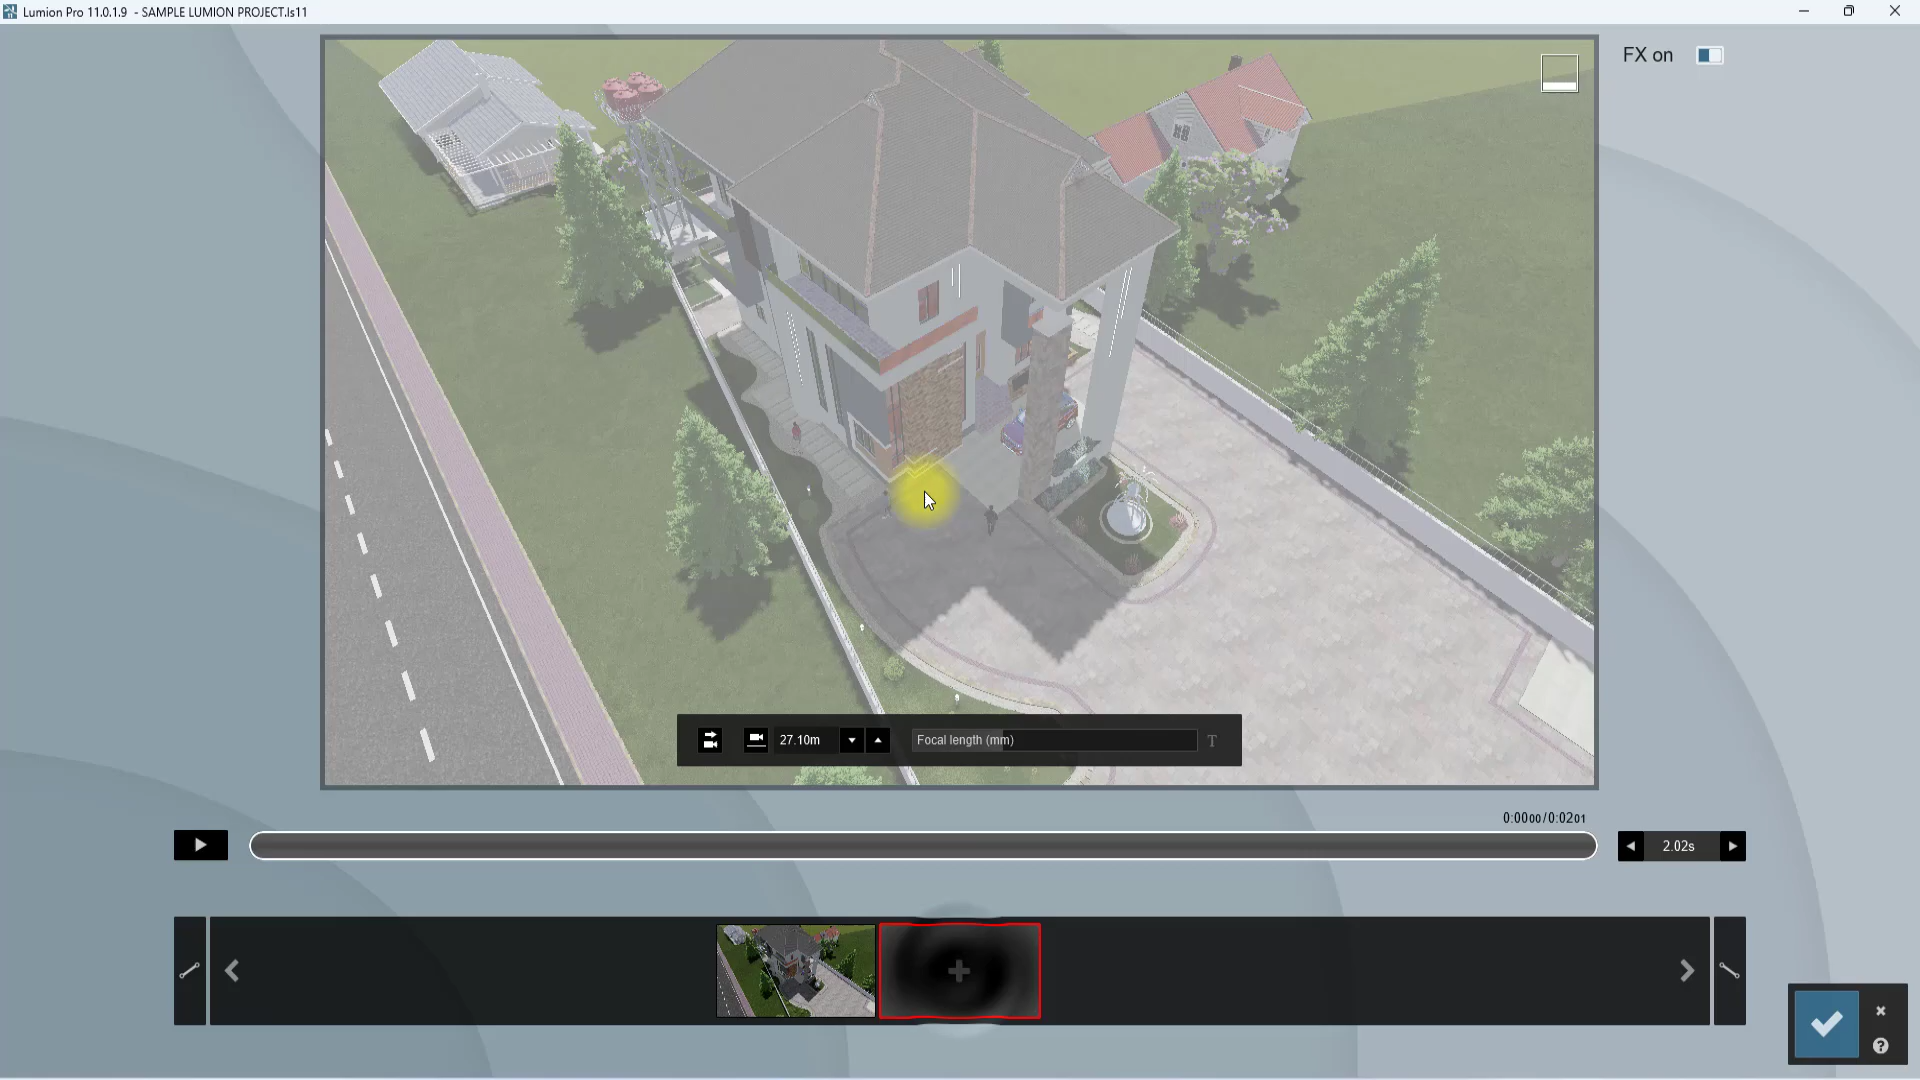 Lumion Pro 11.0.1.9 - SAMPLE LUMION PROJECT.ls11
FX on
27.10m
Focal length (mm)
T
0:0000/0:0201
2.02s